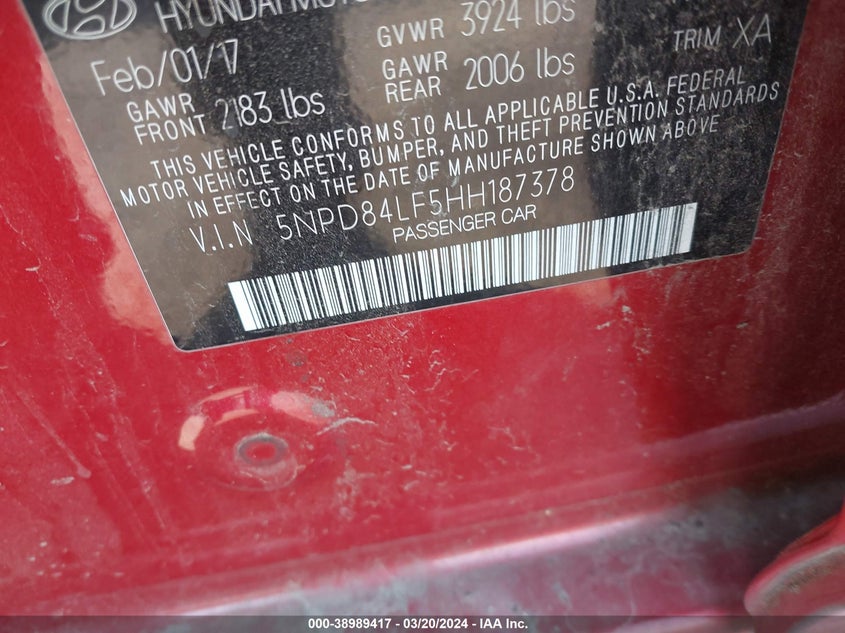 HYUNDAI MOTO
Feb/01/17
GVWR 3924 lbs
GAWR FRONT 2183 lbs
GAWR REAR 2006 lbs
TRIM XA
THIS VEHICLE CONFORMS TO ALL APPLICABLE U.S.A. FEDERAL
MOTOR VEHICLE SAFETY, BUMPER, AND THEFT PREVENTION STANDARDS
IN EFFECT ON THE DATE OF MANUFACTURE SHOWN ABOVE
V.I.N 5NPD84LF5HH187378
PASSENGER CAR
000-38989417 - 03/20/2024 - IAA Inc.